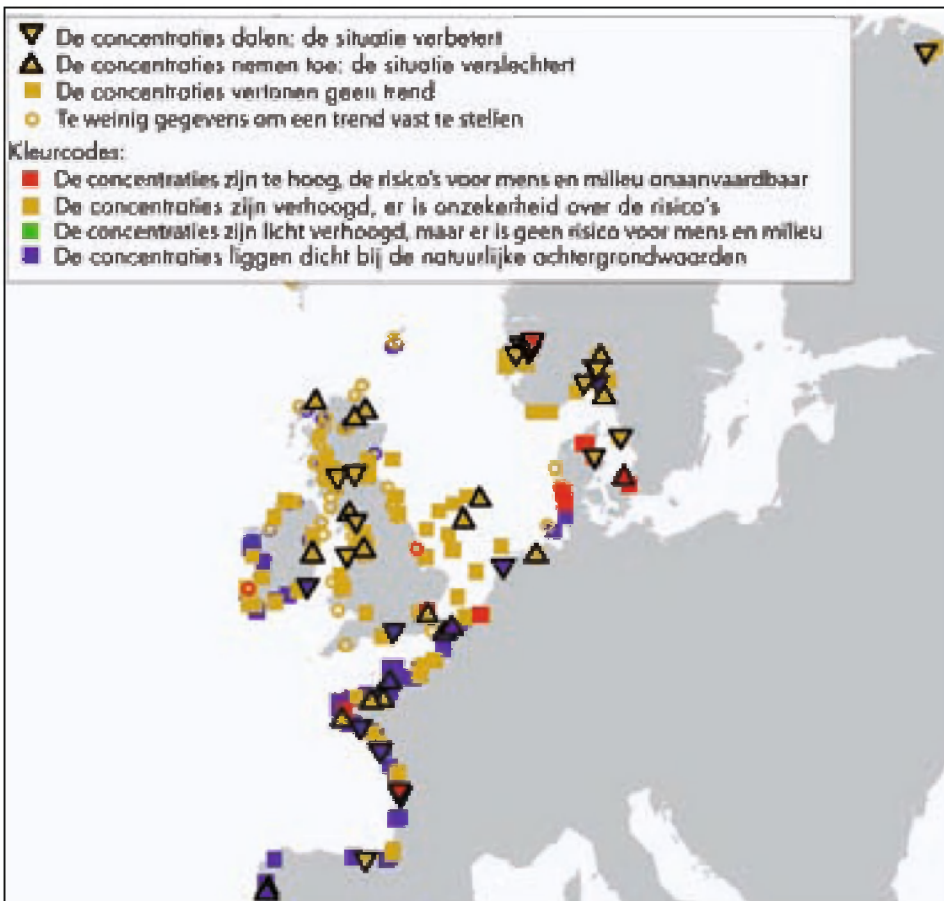 De concentraties dalen: de situatie verbetert
De concentraties nemen toe: de situatie verslechtert
De concentraties vertonen geen trend
Te weinig gegevens om een trend vast te stellen
Kleurcodes:
De concentraties zijn te hoog, de risico's voor mens en milieu onaanvaardbaar
De concentraties zijn verhoogd, er is onzekerheid over de risico's
De concentraties zijn licht verhoogd, maar er is geen risico voor mens en milieu
De concentraties liggen dicht bij de natuurlijke achtergrondwaarden